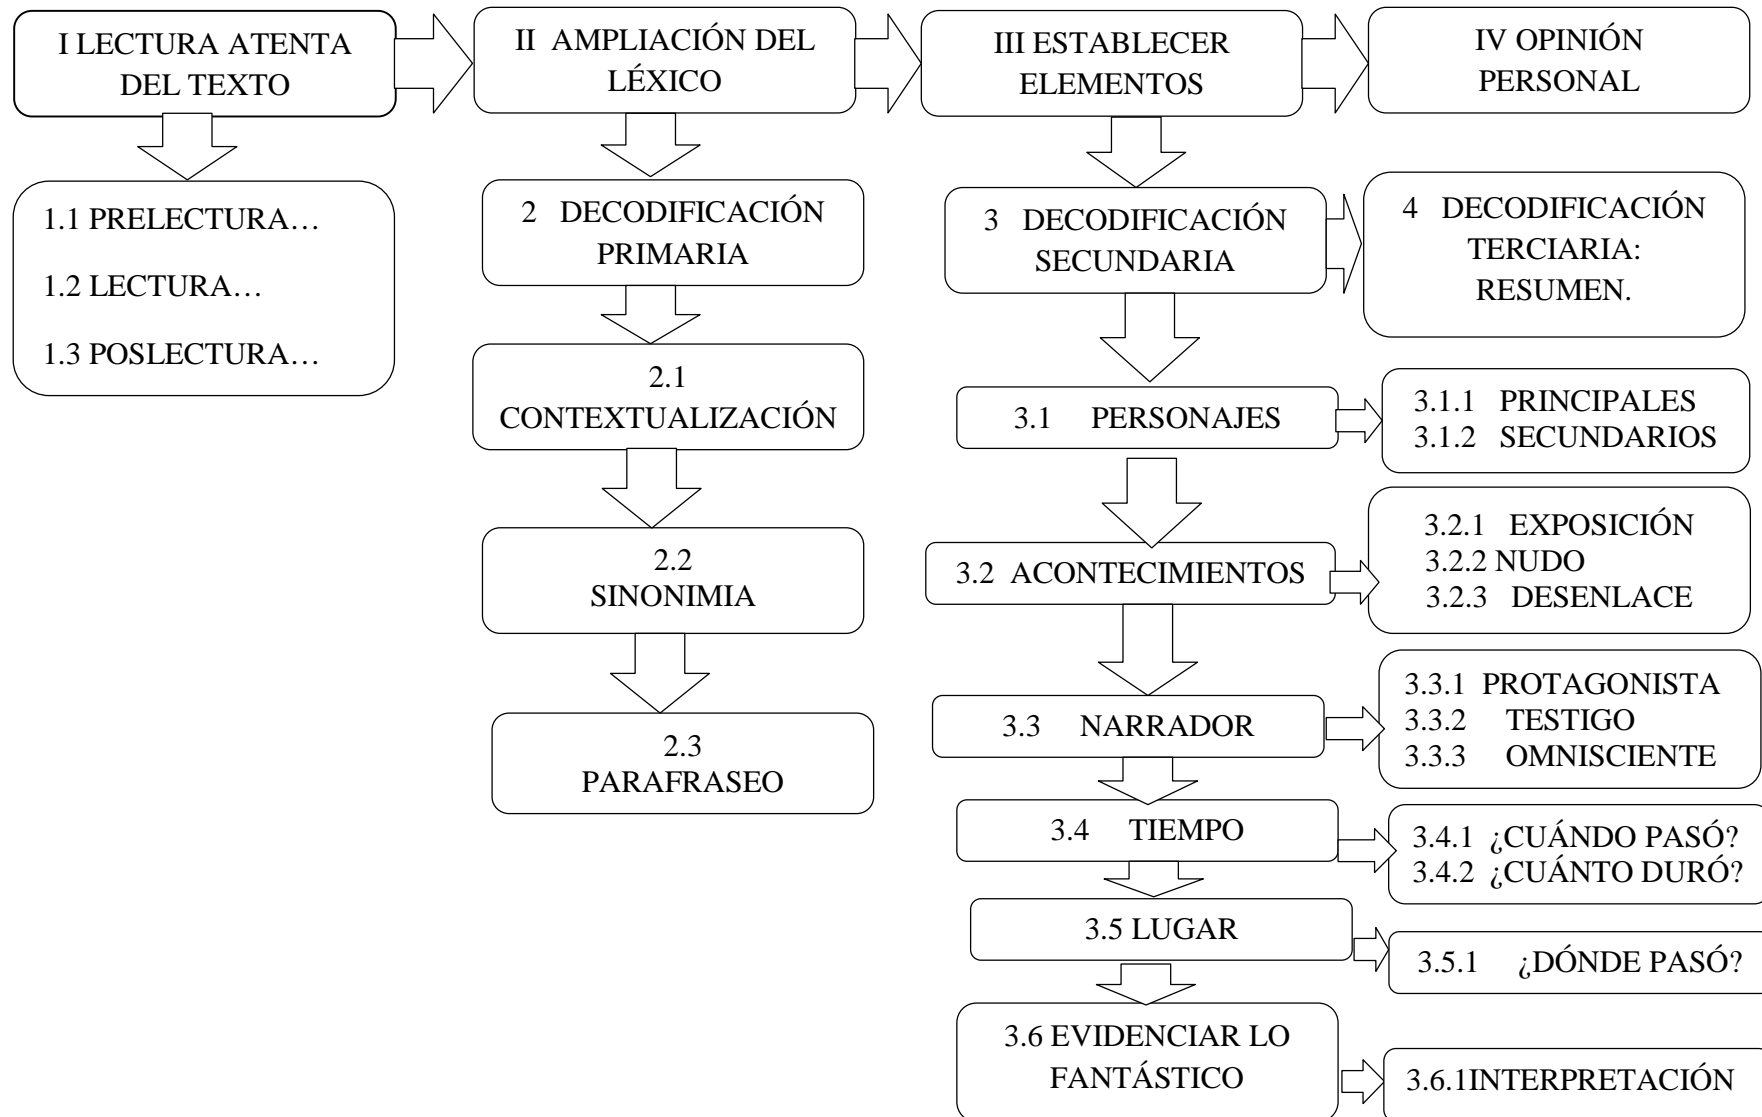 I LECTURA ATENTA
DEL TEXTO
II AMPLIACIÓN DEL
LÉXICO
III ESTABLECER
ELEMENTOS
IV OPINIÓN
PERSONAL
1.1 PRELECTURA…
1.2 LECTURA…
1.3 POSLECTURA…
2 DECODIFICACIÓN
PRIMARIA
2.1
CONTEXTUALIZACIÓN
2.2
SINONIMIA
2.3
PARAFRASEO
3 DECODIFICACIÓN
SECUNDARIA
4 DECODIFICACIÓN
TERCIARIA:
RESUMEN.
3.1 PERSONAJES
3.1.1 PRINCIPALES
3.1.2 SECUNDARIOS
3.2 ACONTECIMIENTOS
3.2.1 EXPOSICIÓN
3.2.2 NUDO
3.2.3 DESENLACE
3.3 NARRADOR
3.3.1 PROTAGONISTA
3.3.2 TESTIGO
3.3.3 OMNISCIENTE
3.4 TIEMPO
3.4.1 ¿CUÁNDO PASÓ?
3.4.2 ¿CUÁNTO DURÓ?
3.5 LUGAR
3.5.1 ¿DÓNDE PASÓ?
3.6 EVIDENCIAR LO
FANTÁSTICO
3.6.1INTERPRETACIÓN